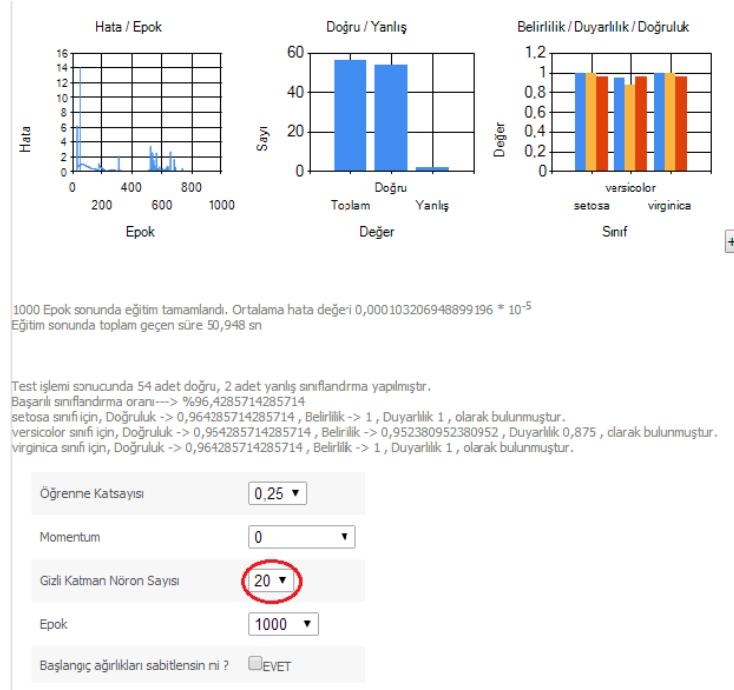 Hata / Epok
16
14
12
10
8
6
4
2
0
Hata
0 400 800
200 600 1000
Epok
Doğru / Yanlış
60
40
20
0
Sayı
Doğru
Toplam Yanlış
Değer
Belirlilik / Duyarlılık / Doğruluk
1,2
1
0,8
0,6
0,4
0,2
0
Değer
versicolor
setosa virginica
Sınıf
+
1000 Epok sonunda eğitim tamamlandı. Ortalama hata değeri 0,000103206948899196 * 10-5
Eğitim sonunda toplam geçen süre 50,948 sn
Test işlemi sonucunda 54 adet doğru, 2 adet yanlış sınıflandrma yapılmıştır.
Başarılı sınıflandırma oranı---> %96,4285714285714
setosa sınıfı için, Doğruluk -> 0,964285714285714 , Belirlilik -> 1 , Duyarlılık 1 , olarak bulunmuştur.
versicolor sınıfı için, Doğruluk -> 0,954285714285714 , Belirilik -> 0,952380952380952 , Duyarlılık 0,875 , olarak bulunmuştur.
virginica sınıfı için, Doğruluk -> 0,964285714285714 , Belirlilik -> 1 , Duyarlılık 1 , olarak bulunmuştur.
Öğrenne Katsayısı 0,25
Momentum 0
Gizli Katman Nöron Sayısı 20
Epok 1000
Başlangıç ağırlıkları sabitlensin ni ? EVET